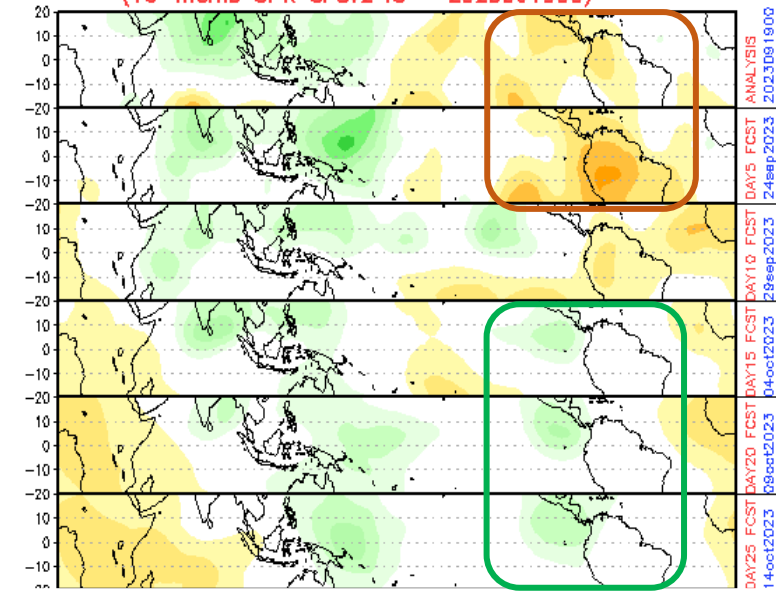 20
10
0
-10
-20
10
0
-10
-20
10
0
-10
-20
10
0
-10
-20
10
0
-10
-20
10
0
-10
ANALYSIS
2023091900
DAY5 FCST
24sep2023
DAY10 FCST
29sep2023
DAY15 FCST
04oct2023
DAY20 FCST
09oct2023
DAY25 FCST
14oct2023